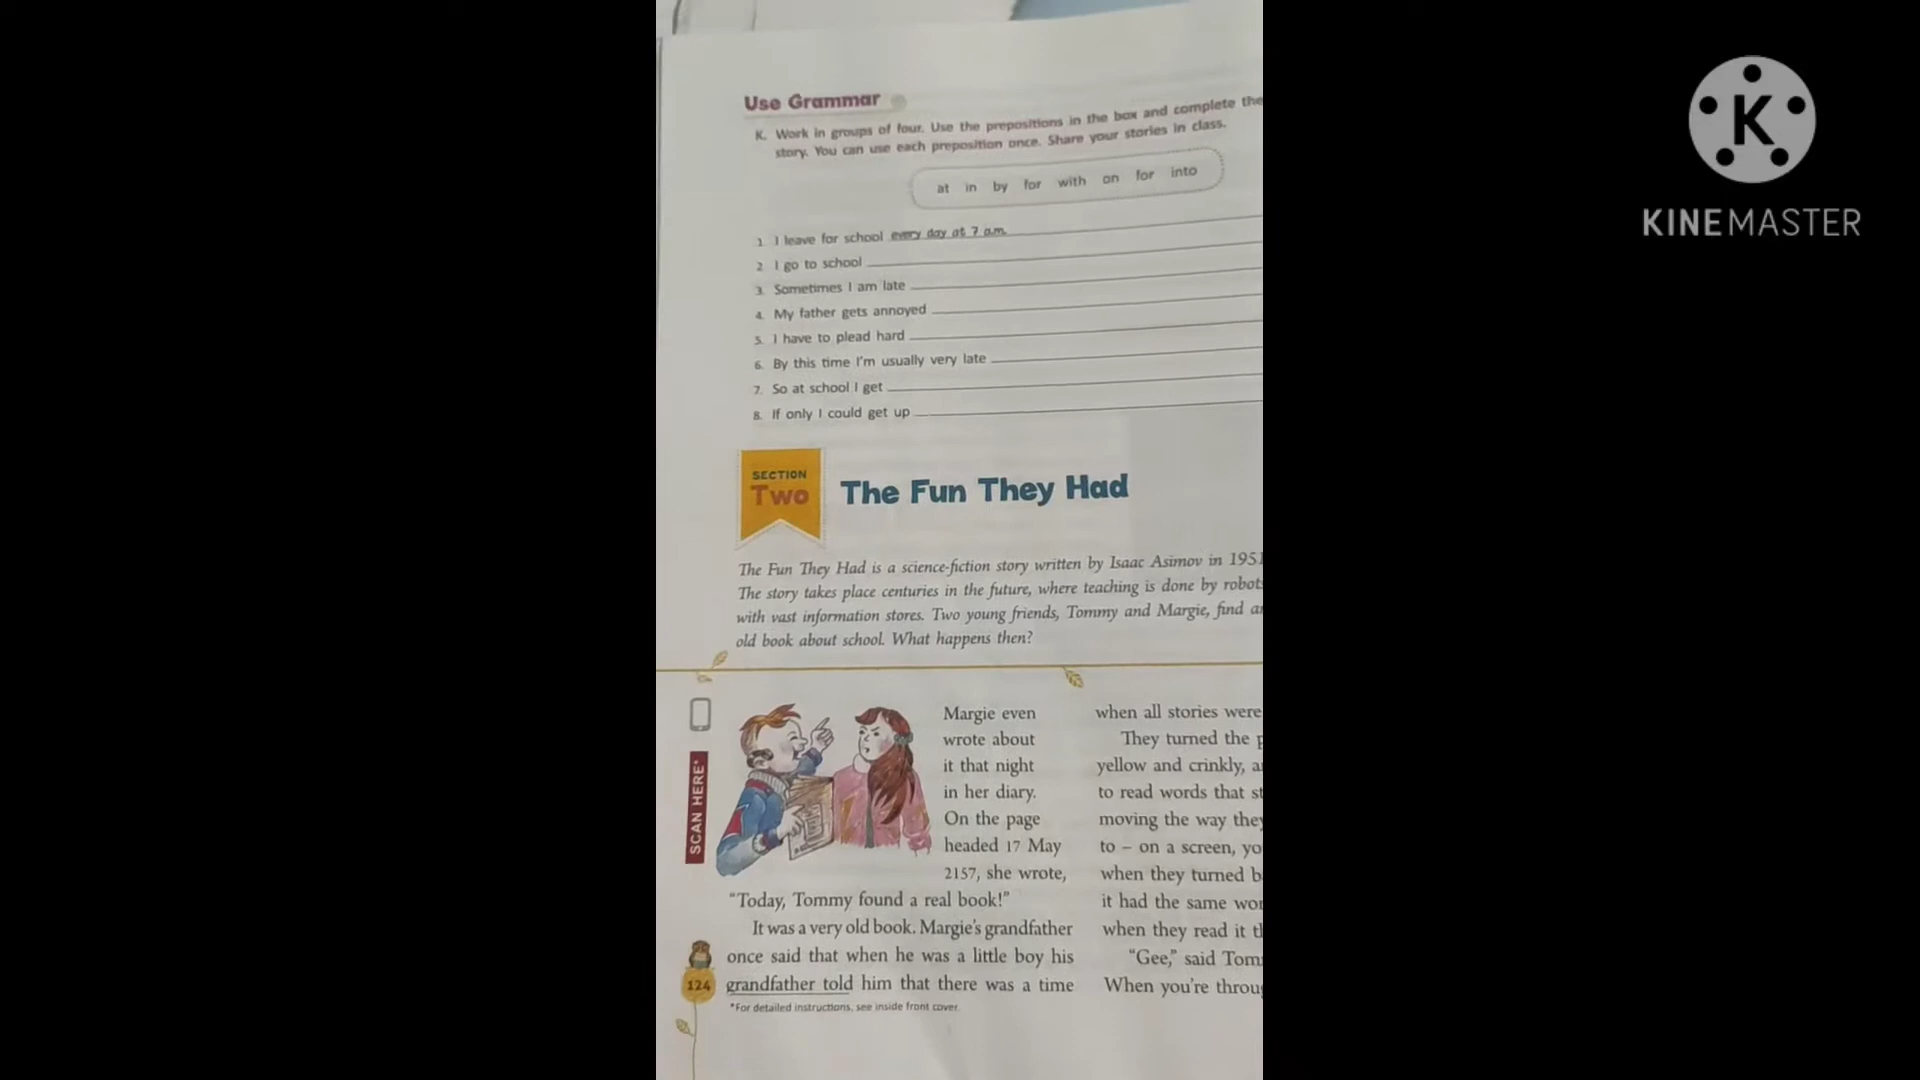 Use Grammar
K. Work in groups of four. Use the prepositions in the box and complete the
story. You can use each preposition once. Share your stories in class.
at in by for with on for into
1. I leave for school every day at 7 a.m.
2. I go to school
3. Sometimes I am late
4. My father gets annoyed
5. I have to plead hard
6. By this time I'm usually very late
7. So at school I get
8. If only I could get up
SECTION
Two
The Fun They Had
The Fun They Had is a science-fiction story written by Isaac Asimov in 1951
The story takes place centuries in the future, where teaching is done by robots
with vast information stores. Two young friends, Tommy and Margie, find
old book about school. What happens then?
SCAN HERE*
Margie even
wrote about
it that night
in her diary.
On the page
headed 17 May
2157, she wrote,
"Today, Tommy found a real book!"
It was a very old book. Margie's grandfather
once said that when he was a little boy his
grandfather told him that there was a time
when all stories were
They turned the
yellow and crinkly,
to read words that
moving the way they
to – on a screen,
when they turned
it had the same
when they read it
"Gee," said
When you're
124
*For detailed instructions, see inside front cover.
K
KINEMASTER